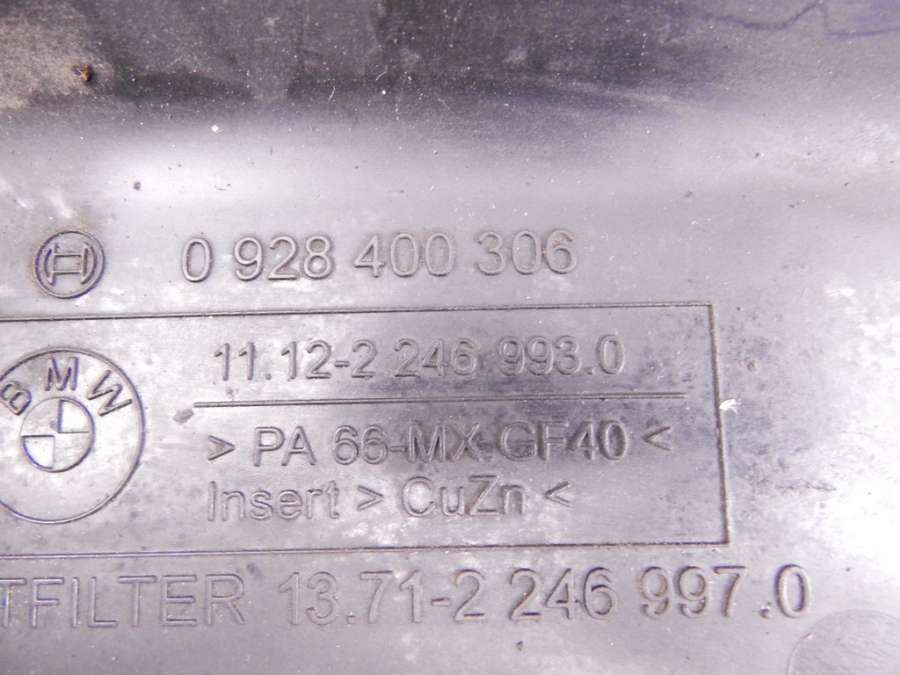 0 928 400 306
BMW
11.12-2 246 993.0
> PA 66-MX-GF40 <
Insert > CuZn <
TFILTER 13.71-2 246 997.0